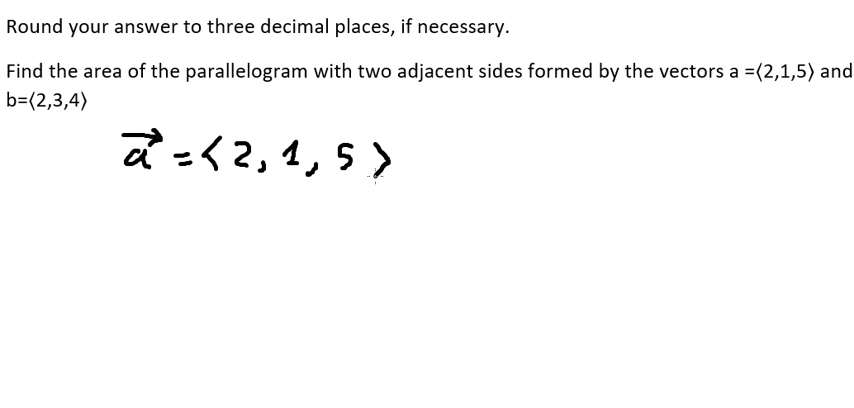 Round your answer to three decimal places, if necessary.
Find the area of the parallelogram with two adjacent sides formed by the vectors a =⟨2,1,5⟩ and
b=⟨2,3,4⟩
a⃗ = ⟨ 2, 1, 5 ⟩